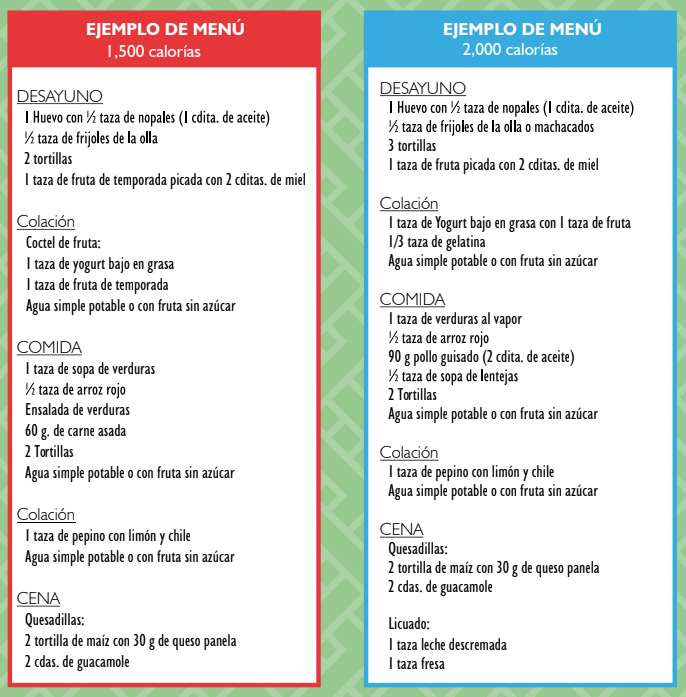 EJEMPLO DE MENÚ
1,500 calorías
DESAYUNO
1 Huevo con ½ taza de nopales (1 cdita. de aceite)
½ taza de frijoles de la olla
2 tortillas
1 taza de fruta de temporada picada con 2 cditas. de miel
Colación
Coctel de fruta:
1 taza de yogurt bajo en grasa
1 taza de fruta de temporada
Agua simple potable o con fruta sin azúcar
COMIDA
1 taza de sopa de verduras
½ taza de arroz rojo
Ensalada de verduras
60 g. de carne asada
2 Tortillas
Agua simple potable o con fruta sin azúcar
Colación
1 taza de pepino con limón y chile
Agua simple potable o con fruta sin azúcar
CENA
Quesadillas:
2 tortilla de maíz con 30 g de queso panela
2 cdas. de guacamole
EJEMPLO DE MENÚ
2,000 calorías
DESAYUNO
1 Huevo con ½ taza de nopales (1 cdita. de aceite)
½ taza de frijoles de la olla o machacados
3 tortillas
1 taza de fruta picada con 2 cditas. de miel
Colación
1 taza de Yogurt bajo en grasa con 1 taza de fruta
1/3 taza de gelatina
Agua simple potable o con fruta sin azúcar
COMIDA
1 taza de verduras al vapor
½ taza de arroz rojo
90 g pollo guisado (2 cdita. de aceite)
½ taza de sopa de lentejas
2 Tortillas
Agua simple potable o con fruta sin azúcar
Colación
1 taza de pepino con limón y chile
Agua simple potable o con fruta sin azúcar
CENA
Quesadillas:
2 tortilla de maíz con 30 g de queso panela
2 cdas. de guacamole
Licuado:
1 taza leche descremada
1 taza fresa